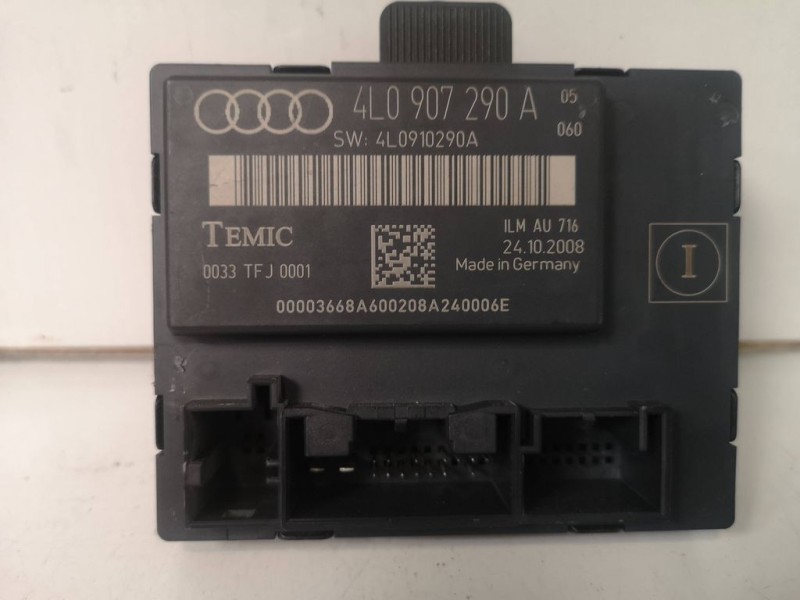 4L0 907 290 A 05
060
SW: 4L0910290A
TEMIC
ILM AU 716
24.10.2008
0033 TFJ 0001
Made in Germany
I
00003668A600208A240006E